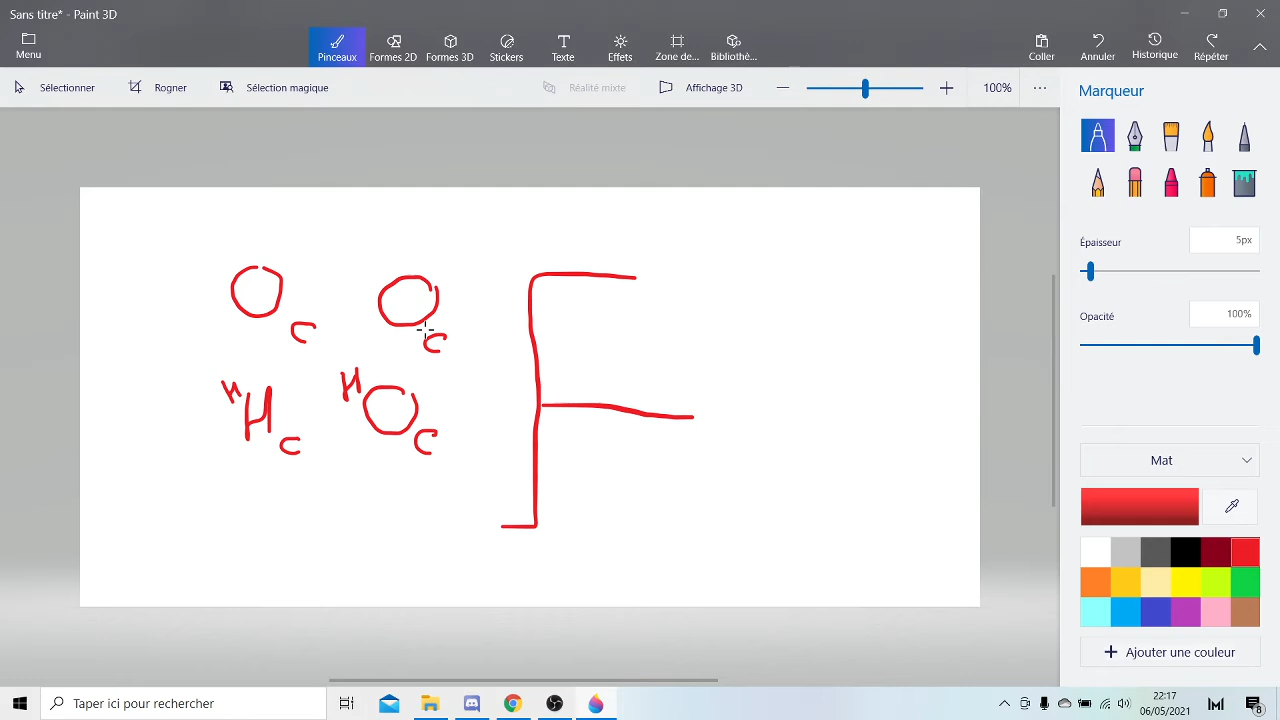 Sans titre* - Paint 3D
Menu
Pinceaux
Formes 2D
Formes 3D
Stickers
Texte
Effets
Zone de...
Bibliothè...
Coller
Annuler
Historique
Répéter
Sélectionner
Rogner
Sélection magique
Réalité mixte
Affichage 3D
100%
Marqueur
Épaisseur
5px
Opacité
100%
Mat
Ajouter une couleur
O C O C
H H C H O C
Taper ici pour rechercher
22:17
06/05/2021
8